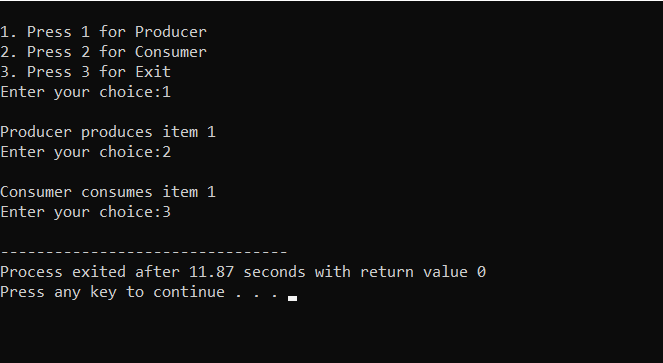 1. Press 1 for Producer
2. Press 2 for Consumer
3. Press 3 for Exit
Enter your choice:1
Producer produces item 1
Enter your choice:2
Consumer consumes item 1
Enter your choice:3
--------------------------------
Process exited after 11.87 seconds with return value 0
Press any key to continue . . .